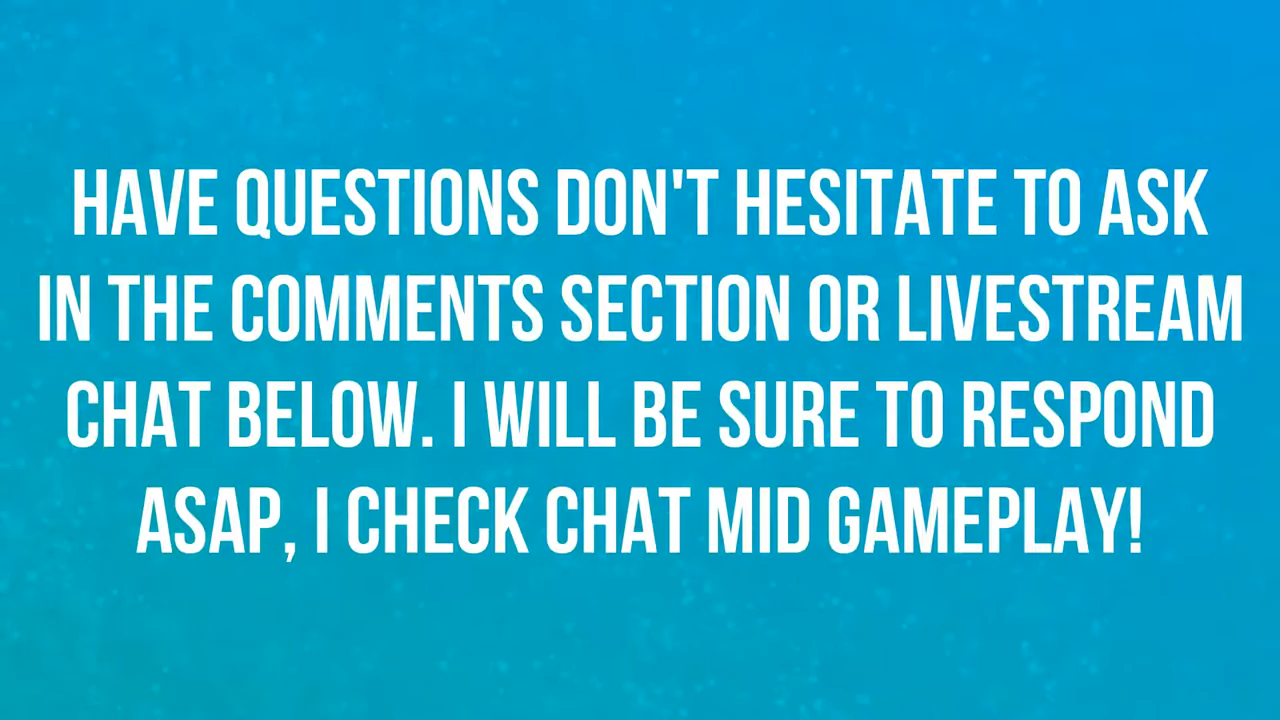 HAVE QUESTIONS DON'T HESITATE TO ASK
IN THE COMMENTS SECTION OR LIVESTREAM
CHAT BELOW. I WILL BE SURE TO RESPOND
ASAP, I CHECK CHAT MID GAMEPLAY!